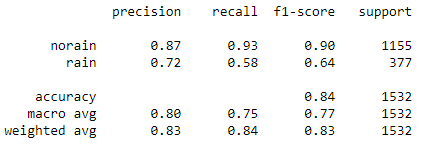 precision recall f1-score support
norain 0.87 0.93 0.90 1155
rain 0.72 0.58 0.64 377
accuracy 0.84 1532
macro avg 0.80 0.75 0.77 1532
weighted avg 0.83 0.84 0.83 1532